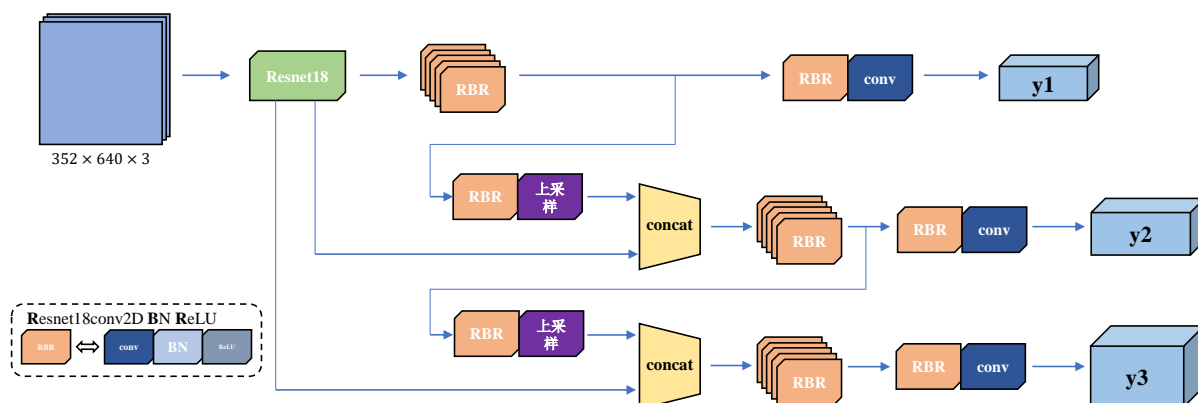 Resnet18
RBR
RBR
conv
y1
352 × 640 × 3
RBR
上采
样
concat
RBR
RBR
conv
y2
Resnet18conv2D BN ReLU
RBR
conv
BN
ReLU
RBR
上采
样
concat
RBR
RBR
conv
y3